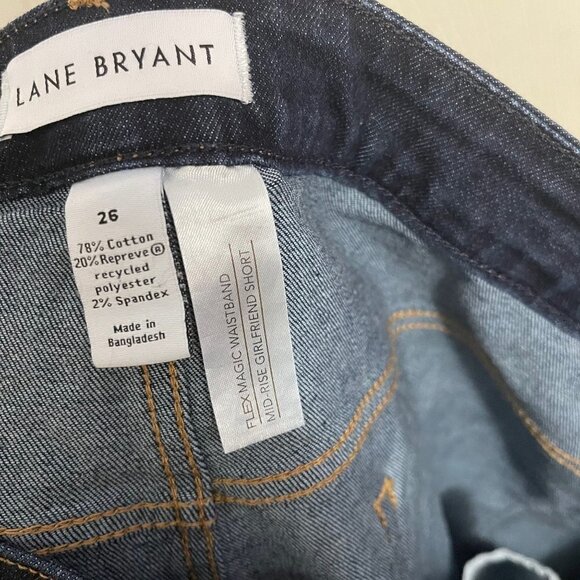 LANE BRYANT
26
78% Cotton
20% Repreve®
recycled
polyester
2% Spandex
Made in
Bangladesh
FLEX MAGIC WAISTBAND
MID-RISE GIRLFRIEND SHORT